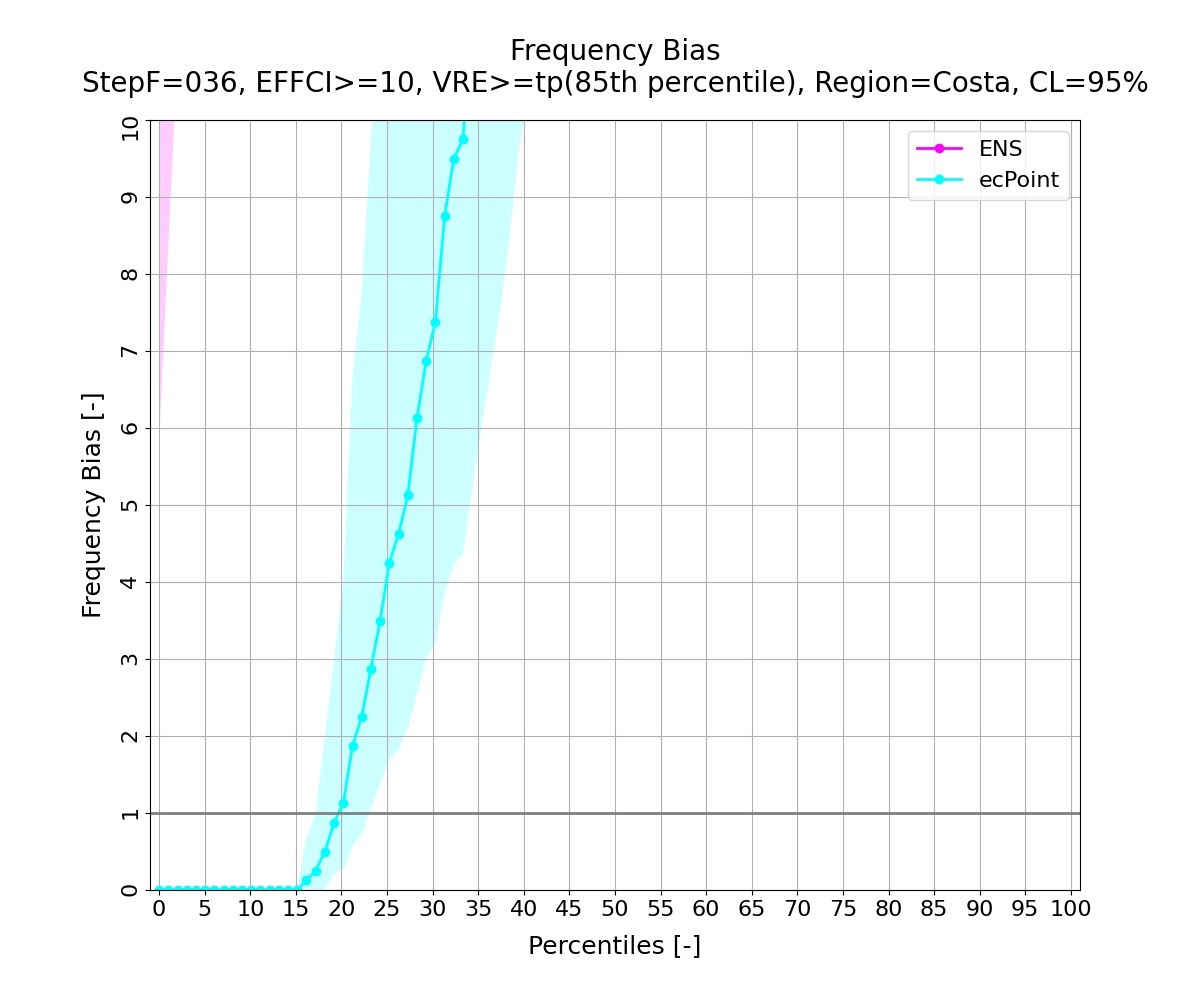 Frequency Bias
StepF=036, EFFCI>=10, VRE>=tp(85th percentile), Region=Costa, CL=95%
ENS
ecPoint
Frequency Bias [-]
10
9
8
7
6
5
4
3
2
1
0
0 5 10 15 20 25 30 35 40 45 50 55 60 65 70 75 80 85 90 95 100
Percentiles [-]